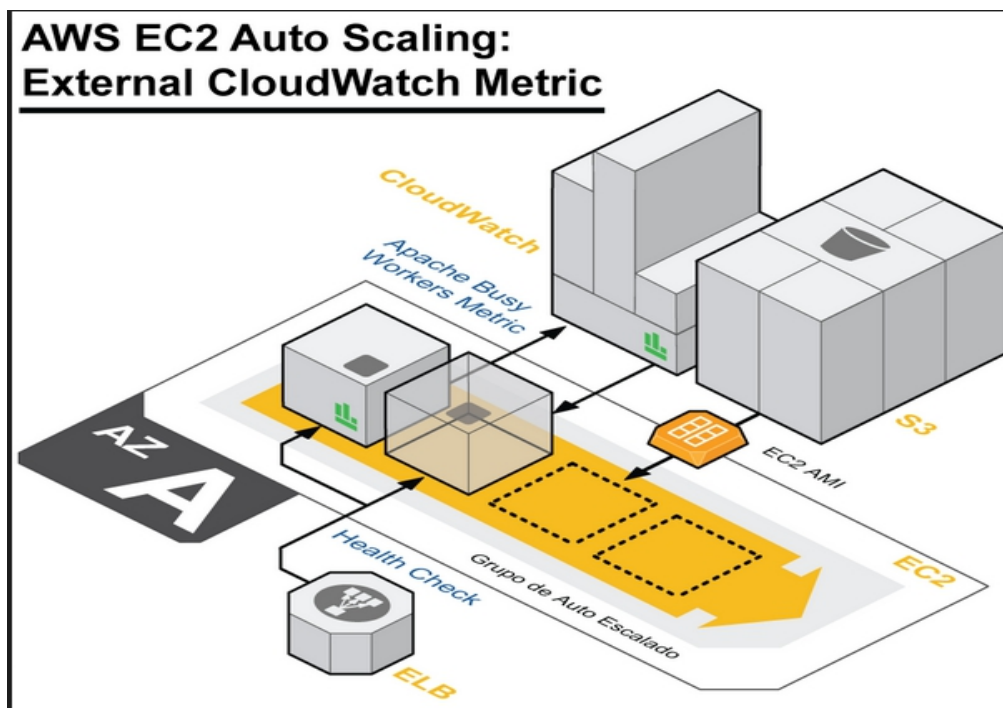 AWS EC2 Auto Scaling:
External CloudWatch Metric
CloudWatch
Apache Busy
Workers Metric
S3
EC2 AMI
AZ
A
EC2
Health Check
Grupo de Auto Escalado
ELB